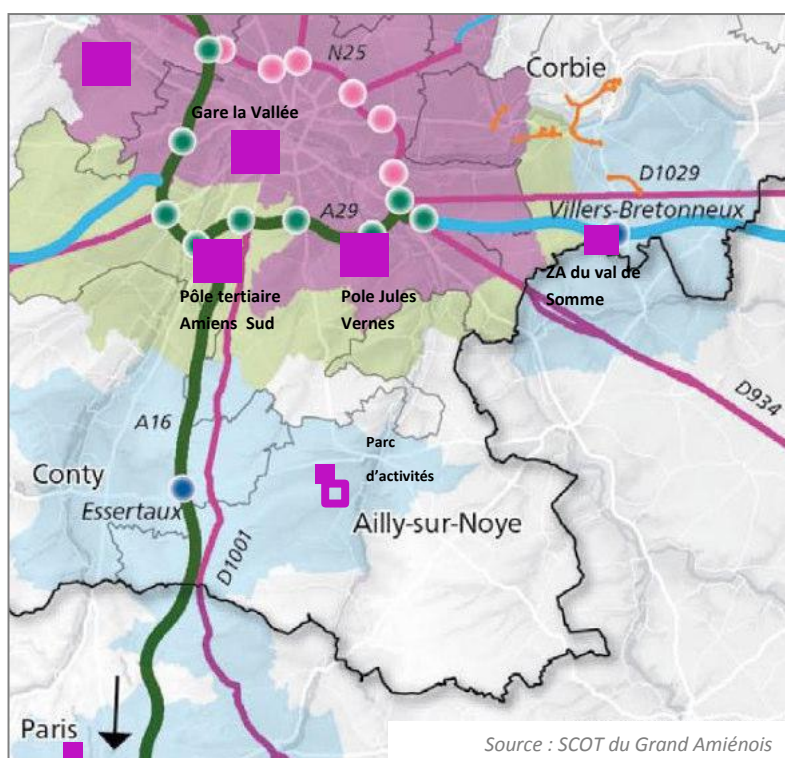 N25
Corbie
Gare la Vallée
D1029
A29
Villers-Bretonneux
Pôle tertiaire
Amiens Sud
Pole Jules
Vernes
ZA du val de
Somme
D934
A16
Parc
d'activités
Conty
Essertaux
Ailly-sur-Noye
D1001
Paris
Source : SCOT du Grand Amiénois